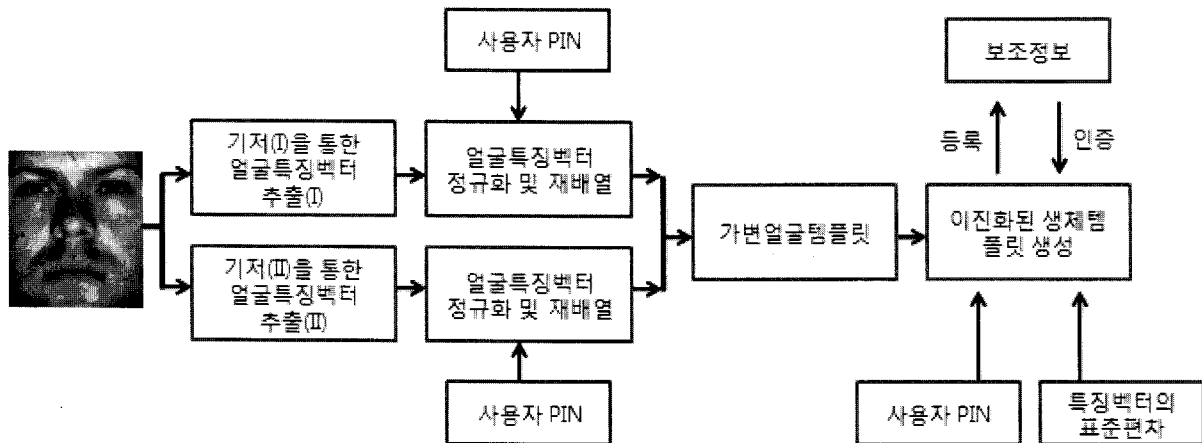 사용자 PIN
보조정보
등록
인증
기저(I)을 통한
얼굴특징벡터
추출(I)
얼굴특징벡터
정규화 및 재배열
가변얼굴템플릿
이진화된 생체템
플릿 생성
기저(II)을 통한
얼굴특징벡터
추출(II)
얼굴특징벡터
정규화 및 재배열
사용자 PIN
사용자 PIN
특징벡터의
표준편차